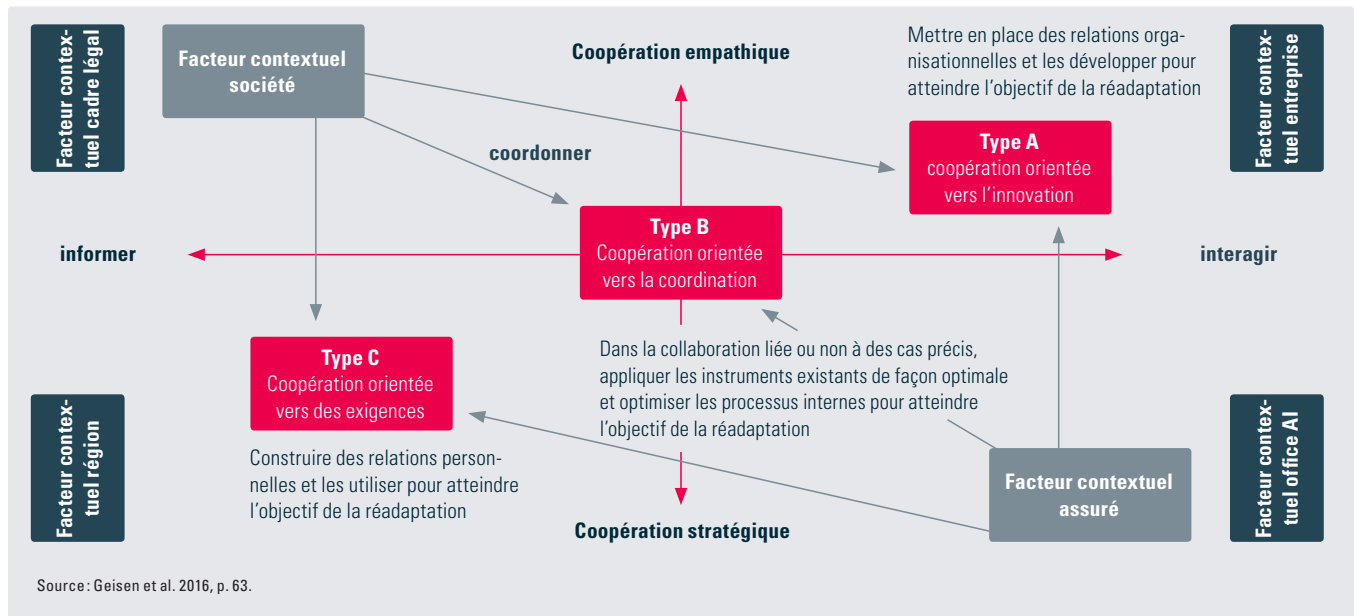 Facteur contex-
tuel cadre légal
Facteur contextuel
société
Coopération empathique
Mettre en place des relations orga-
nisationnelles et les développer pour
atteindre l’objectif de la réadaptation
Facteur contex-
tuel entreprise
coordonner
Type A
coopération orientée
vers l’innovation
informer
Type B
Coopération orientée
vers la coordination
interagir
Type C
Coopération orientée
vers des exigences
Dans la collaboration liée ou non à des cas précis,
appliquer les instruments existants de façon optimale
et optimiser les processus internes pour atteindre
l’objectif de la réadaptation
Facteur contex-
tuel région
Construire des relations person-
nelles et les utiliser pour atteindre
l’objectif de la réadaptation
Coopération stratégique
Facteur contextuel
assuré
Facteur contex-
tuel office AI
Source: Geisen et al. 2016, p. 63.